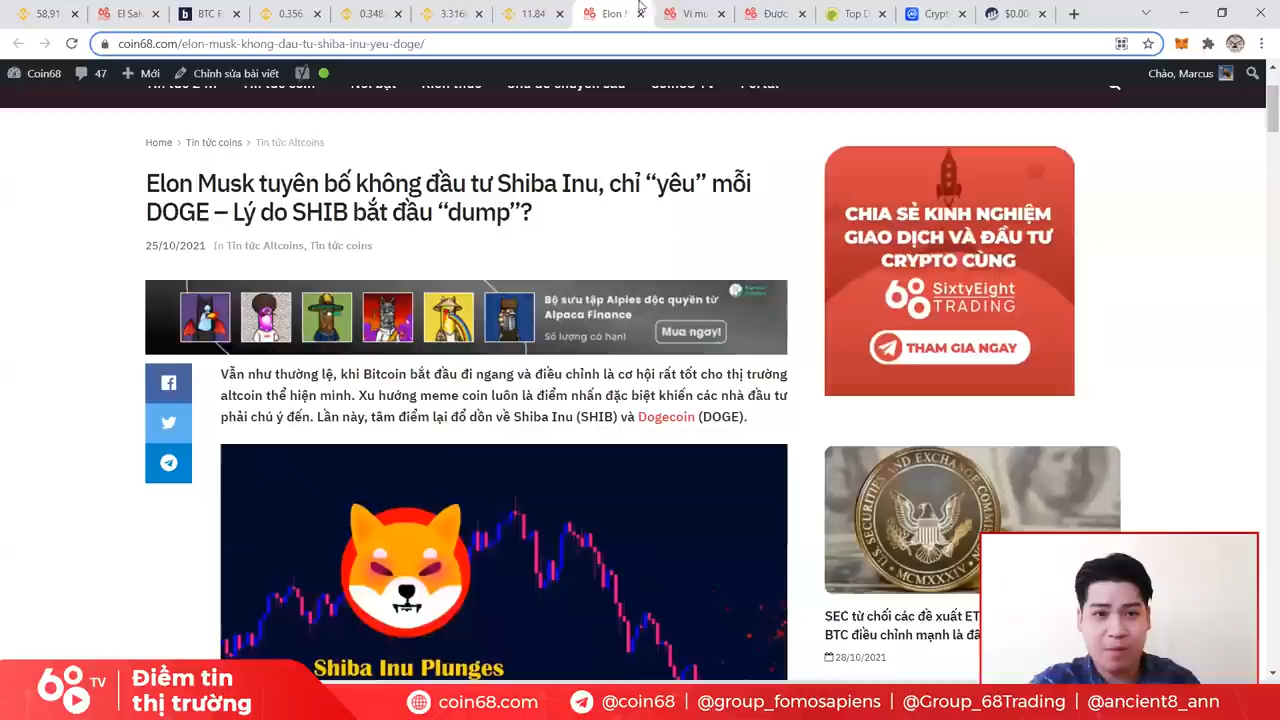 58,91
El Sal
BTC F
0.356.
0.348.
3.316
11.84
Elon M
Ví mu
Được
Top D
Crypt
$0.00
coin68.com/elon-musk-khong-dau-tu-shiba-inu-yeu-doge/
Coin68
47
Mới
Chỉnh sửa bài viết
Chào, Marcus
Home > Tin tức coins > Tin tức Altcoins
Elon Musk tuyên bố không đầu tư Shiba Inu, chỉ “yêu” mỗi
DOGE – Lý do SHIB bắt đầu “dump”?
25/10/2021 In Tin tức Altcoins, Tin tức coins
Bộ sưu tập Alpies độc quyền từ
Alpaca Finance
Số lượng có hạn!
Mua ngay!
Vẫn như thường lệ, khi Bitcoin bắt đầu đi ngang và điều chỉnh là cơ hội rất tốt cho thị trường
altcoin thể hiện mình. Xu hướng meme coin luôn là điểm nhấn đặc biệt khiến các nhà đầu tư
phải chú ý đến. Lần này, tâm điểm lại đổ dồn về Shiba Inu (SHIB) và Dogecoin (DOGE).
Shiba Inu Plunges
CHIA SẺ KINH NGHIỆM
GIAO DỊCH VÀ ĐẦU TƯ
CRYPTO CÙNG
68 SixtyEight
TRADING
THAM GIA NGAY
SECURITIES AND EXCHANGE
MCMXXXIV
SEC từ chối các đề xuất ET
BTC điều chỉnh mạnh là đâ
28/10/2021
68 TV
Điểm tin
thị trường
coin68.com
@coin68 | @group_fomosapiens | @Group_68Trading | @ancient8_ann